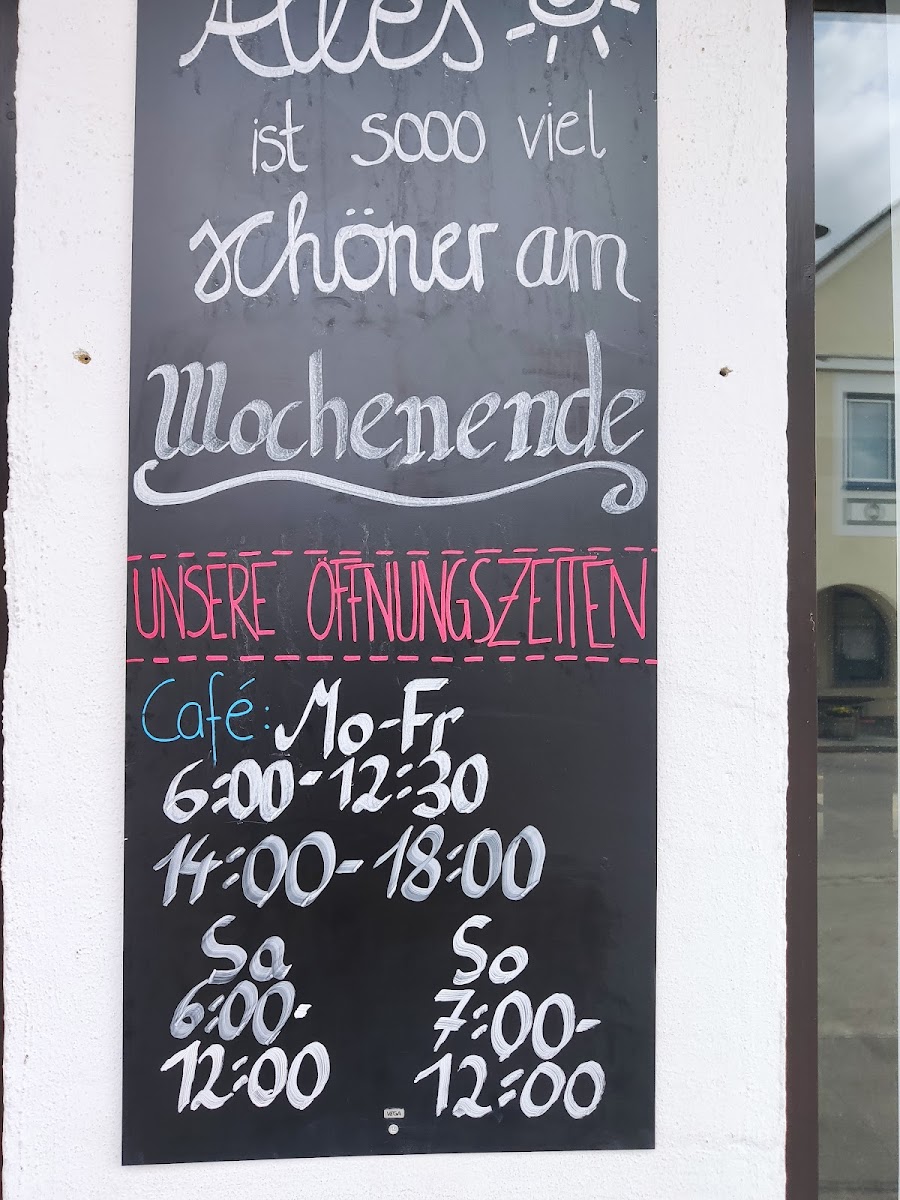 Alles
ist sooo viel
schöner am
Wochenende
UNSERE ÖFFNUNGSZEITEN
Café: Mo-Fr
6:00-12:30
14:00-18:00
Sa So
6:00- 7:00-
12:00 12:00
VEGA